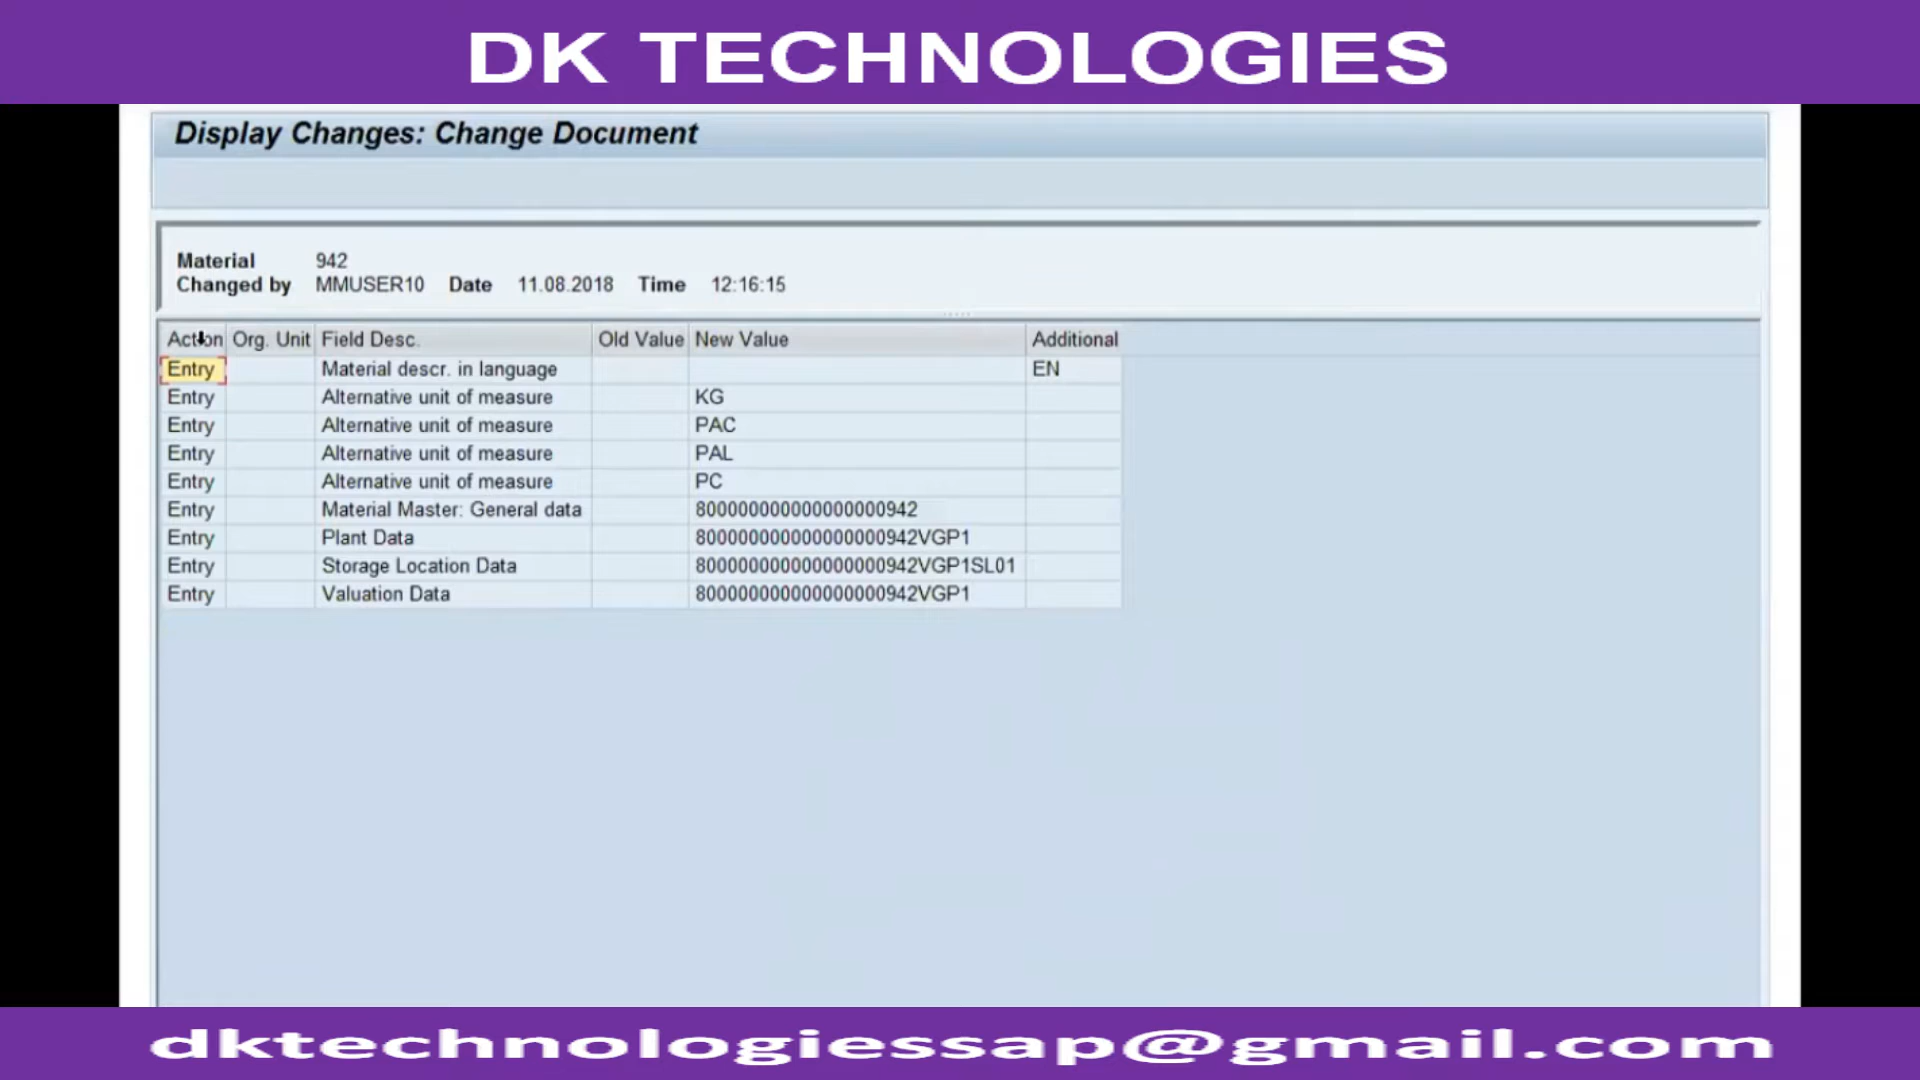 DK TECHNOLOGIES
Display Changes: Change Document
Material 942
Changed by MMUSER10 Date 11.08.2018 Time 12:16:15
Action Org. Unit Field Desc. Old Value New Value Additional
Entry Material descr. in language EN
Entry Alternative unit of measure KG
Entry Alternative unit of measure PAC
Entry Alternative unit of measure PAL
Entry Alternative unit of measure PC
Entry Material Master: General data 800000000000000000942
Entry Plant Data 800000000000000000942VGP1
Entry Storage Location Data 800000000000000000942VGP1SL01
Entry Valuation Data 800000000000000000942VGP1
dktechnologiessap@gmail.com